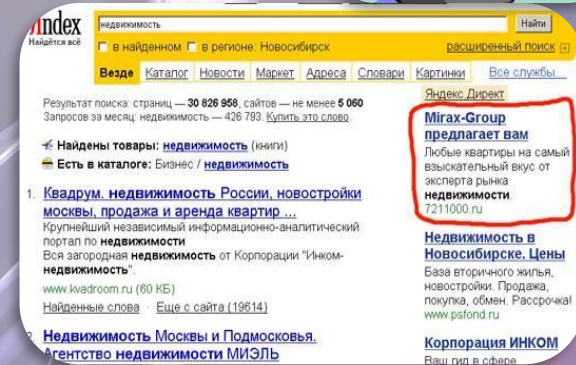 ndex
Найдётся всё
недвижимость
Найти
в найденном в регионе: Новосибирск
расширенный поиск
Везде Каталог Новости Маркет Адреса Словари Картинки Все службы...
Результат поиска: страниц — 30 826 958, сайтов — не менее 5 060
Запросов за месяц: недвижимость — 426 793. Купить это слово.
Найдены товары: недвижимость (книги)
Есть в каталоге: Бизнес / недвижимость
1. Квадрум. недвижимость России, новостройки
москвы, продажа и аренда квартир ...
Крупнейший независимый информационно-аналитический
портал по недвижимости
Вся загородная недвижимость от Корпорации "Инком-
недвижимость".
www.kvadroom.ru (60 КБ)
Найденные слова · Еще с сайта (19614)
2. Недвижимость Москвы и Подмосковья.
Агентство недвижимости МИЭЛЬ
Яндекс Директ
Mirax-Group
предлагает вам
Любые квартиры на самый
взыскательный вкус от
эксперта рынка
недвижимости.
7211000.ru
Недвижимость в
Новосибирске. Цены
База вторичного жилья,
новостройки. Продажа,
покупка, обмен. Рассрочка!
www.psfond.ru
Корпорация ИНКОМ
Ваш гид в сфере